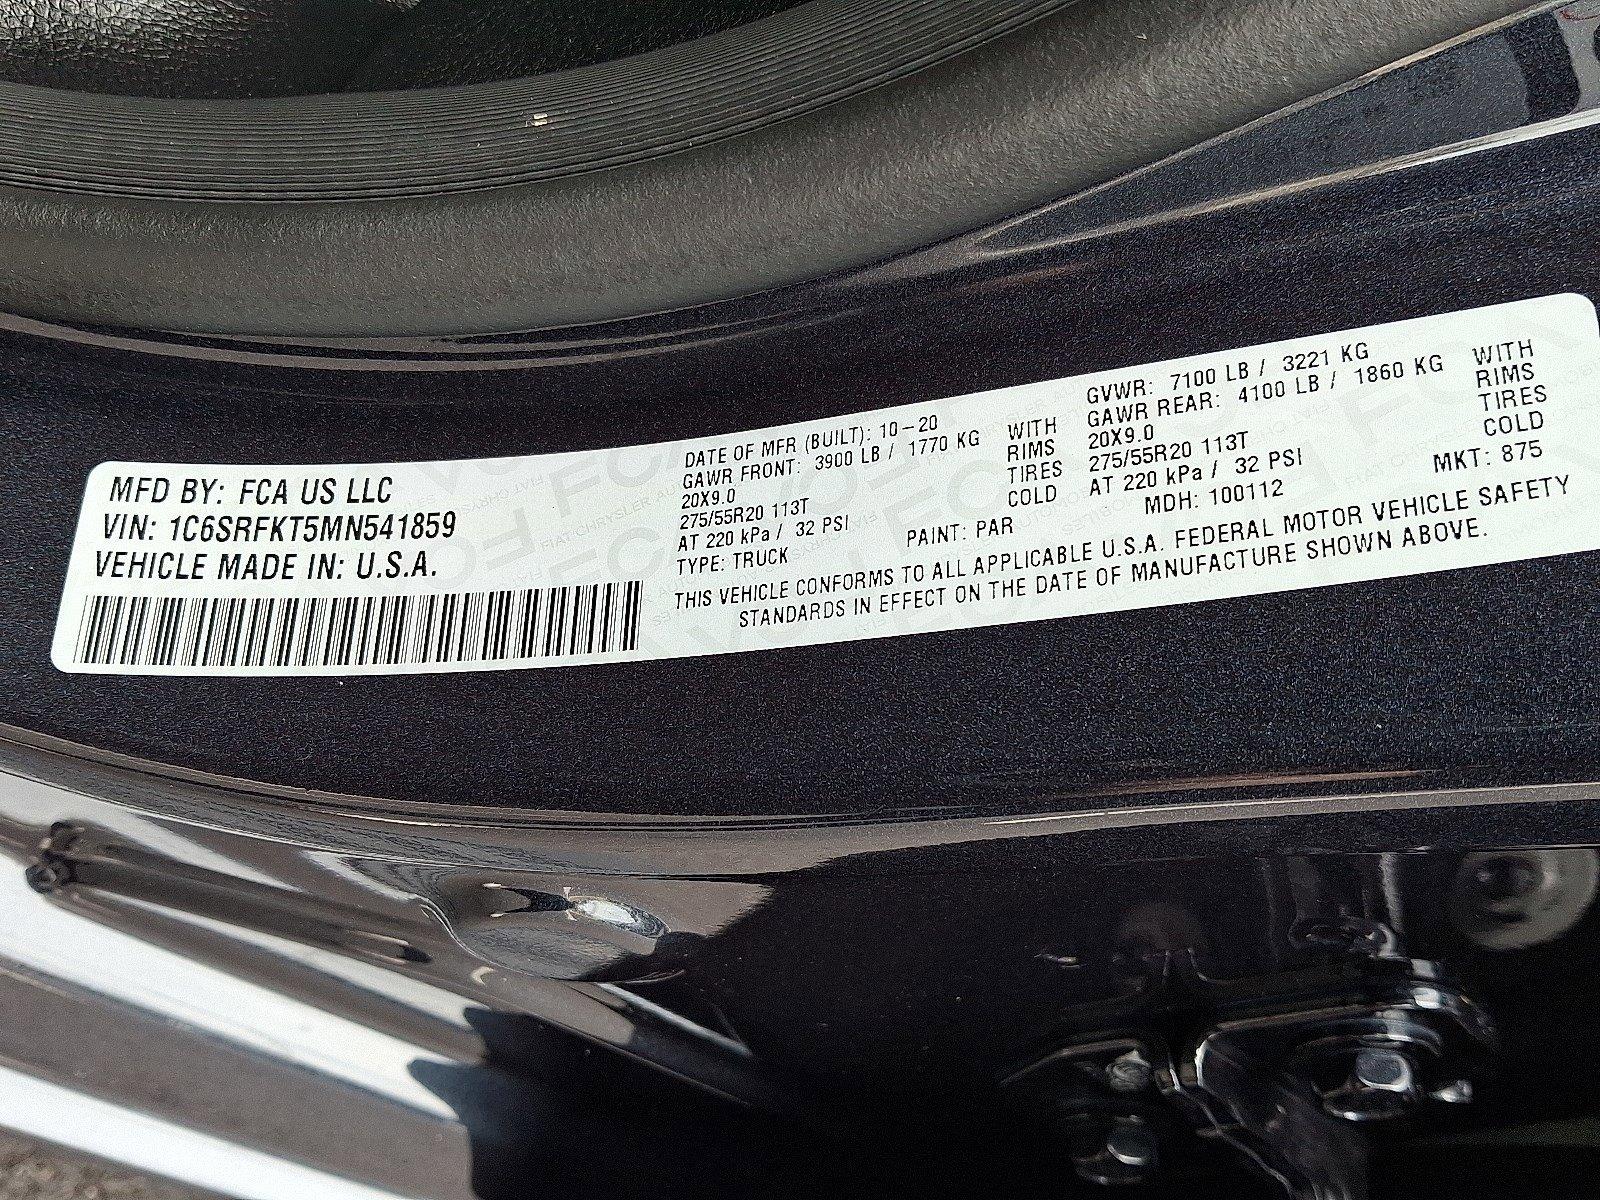 MFD BY: FCA US LLC
VIN: 1C6SRFKT5MN541859
VEHICLE MADE IN: U.S.A.
DATE OF MFR (BUILT): 10-20
GAWR FRONT: 3900 LB / 1770 KG WITH
20X9.0 RIMS
275/55R20 113T TIRES
AT 220 kPa / 32 PSI COLD
TYPE: TRUCK PAINT: PAR
GVWR: 7100 LB / 3221 KG
GAWR REAR: 4100 LB / 1860 KG WITH
20X9.0 RIMS
275/55R20 113T TIRES
AT 220 kPa / 32 PSI COLD
MDH: 100112 MKT: 875
THIS VEHICLE CONFORMS TO ALL APPLICABLE U.S.A. FEDERAL MOTOR VEHICLE SAFETY
STANDARDS IN EFFECT ON THE DATE OF MANUFACTURE SHOWN ABOVE.